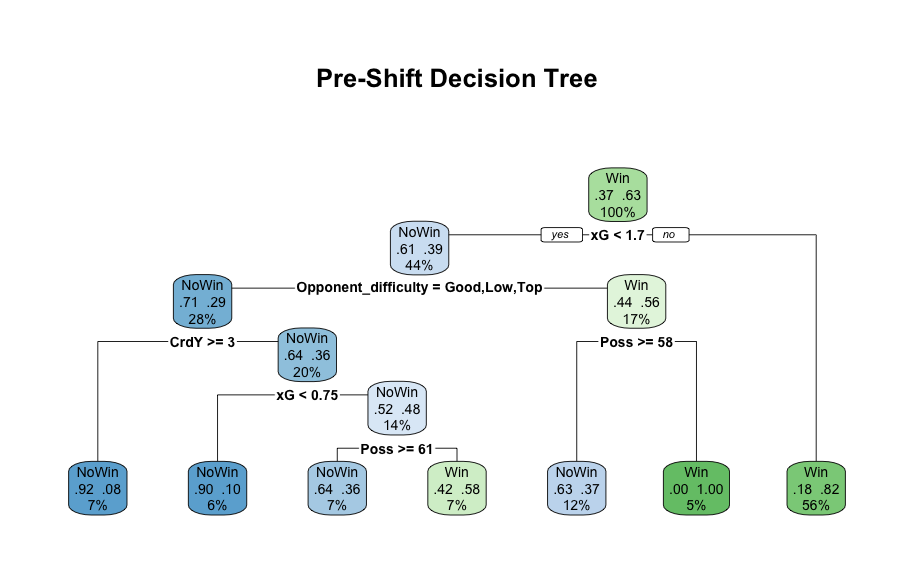 Pre-Shift Decision Tree
Win
.37 .63
100%
yes xG < 1.7 no
NoWin
.61 .39
44%
Opponent_difficulty = Good,Low,Top
NoWin
.71 .29
28%
Win
.44 .56
17%
CrdY >= 3
Poss >= 58
NoWin
.64 .36
20%
xG < 0.75
NoWin
.52 .48
14%
Poss >= 61
NoWin
.92 .08
7%
NoWin
.90 .10
6%
NoWin
.64 .36
7%
Win
.42 .58
7%
NoWin
.63 .37
12%
Win
.00 1.00
5%
Win
.18 .82
56%